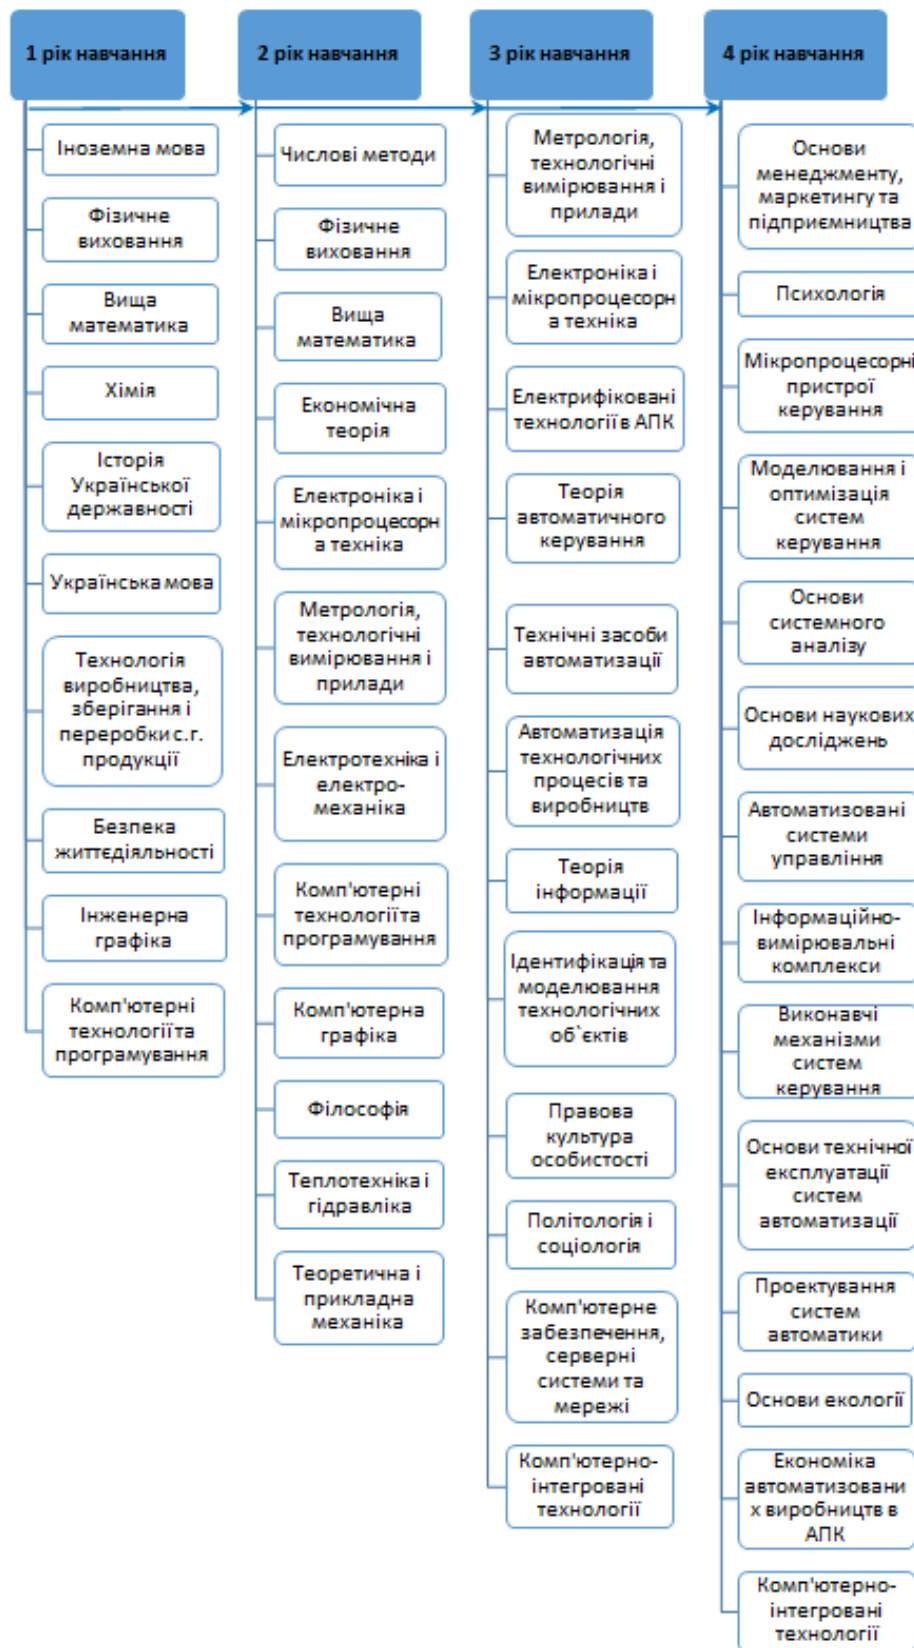 1 рік навчання
Іноземна мова
Фізичне
виховання
Вища
математика
Хімія
Історія
Української
державності
Українська мова
Технологія
виробництва,
зберігання і
переробки с.г.
продукції
Безпека
життєдіяльності
Інженерна
графіка
Комп'ютерні
технології та
програмування
2 рік навчання
Числові методи
Фізичне
виховання
Вища
математика
Економічна
теорія
Електроніка і
мікропроцесорн
а техніка
Метрологія,
технологічні
вимірювання і
прилади
Електротехніка і
електро-
механіка
Комп'ютерні
технології та
програмування
Комп'ютерна
графіка
Філософія
Теплотехніка і
гідравліка
Теоретична і
прикладна
механіка
3 рік навчання
Метрологія,
технологічні
вимірювання і
прилади
Електроніка і
мікропроцесорн
а техніка
Електрифіковані
технології в АПК
Теорія
автоматичного
керування
Технічні засоби
автоматизації
Автоматизація
технологічних
процесів та
виробництв
Теорія
інформації
Ідентифікація та
моделювання
технологічних
об`єктів
Правова
культура
особистості
Політологія і
соціологія
Комп'ютерне
забезпечення,
серверні
системи та
мережі
Комп'ютерно-
інтегровані
технології
4 рік навчання
Основи
менеджменту,
маркетингу та
підприємництва
Психологія
Мікропроцесорні
пристрої
керування
Моделювання і
оптимізація
систем
керування
Основи
системного
аналізу
Основи наукових
досліджень
Автоматизовані
системи
управління
Інформаційно-
вимірювальні
комплекси
Виконавчі
механізми
систем
керування
Основи технічної
експлуатації
систем
автоматизації
Проектування
систем
автоматики
Основи екології
Економіка
автоматизовани
х виробництв в
АПК
Комп'ютерно-
інтегровані
технології